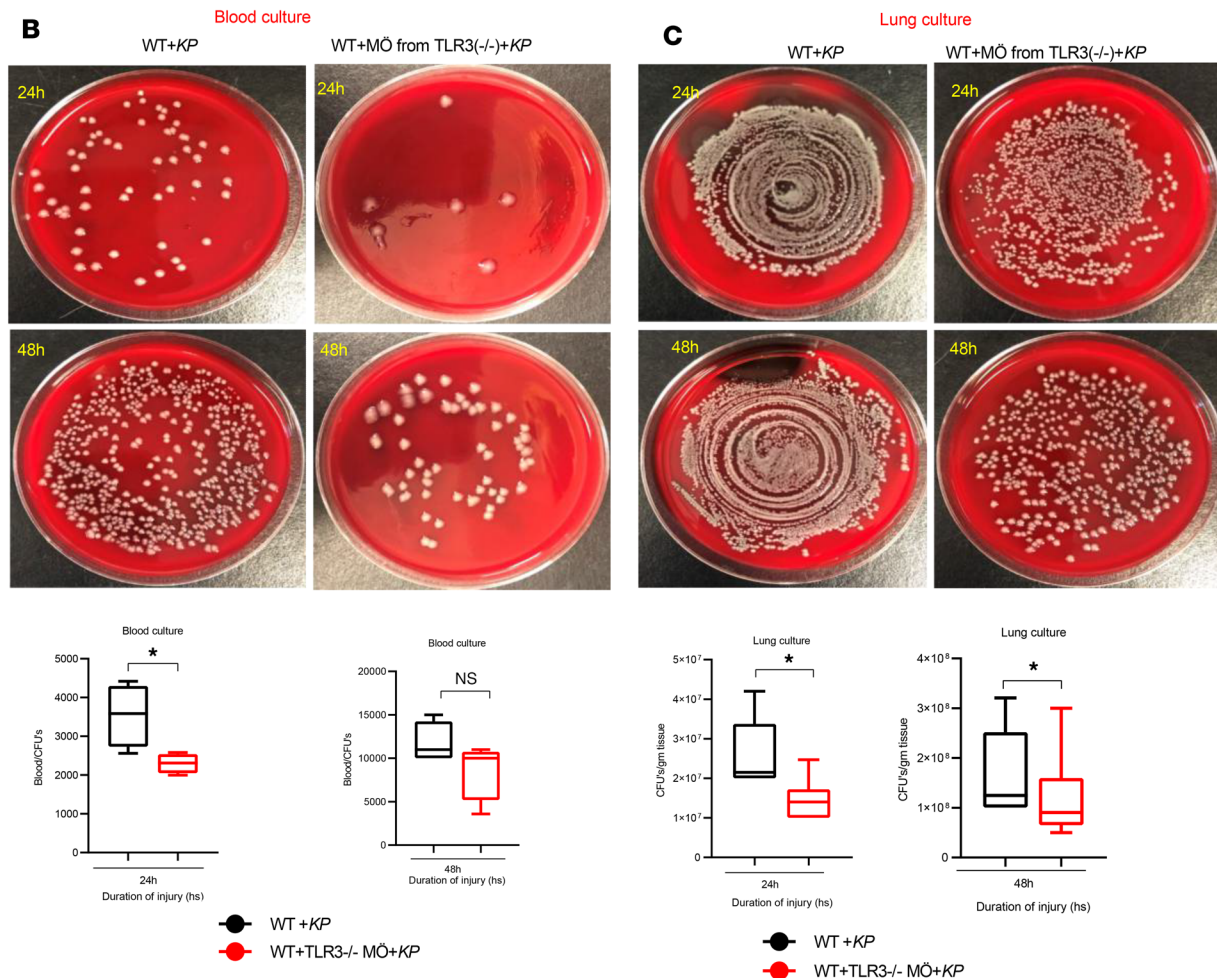 B
Blood culture
WT+KP
WT+MÖ from TLR3(-/-)+KP
24h
24h
48h
48h
Blood culture
Blood/CFU's
5000
4000
3000
2000
1000
0
*
24h
Duration of injury (hs)
Blood culture
Blood/CFU's
20000
15000
10000
5000
0
NS
48h
Duration of injury (hs)
WT +KP
WT+TLR3-/- MÖ+KP
C
Lung culture
WT+KP
WT+MÖ from TLR3(-/-)+KP
24h
24h
48h
48h
Lung culture
CFU's/gm tissue
5×10⁷
4×10⁷
3×10⁷
2×10⁷
1×10⁷
0
*
24h
Duration of injury (hs)
Lung culture
CFU's/gm tissue
4×10⁸
3×10⁸
2×10⁸
1×10⁸
0
*
48h
Duration of injury (hs)
WT +KP
WT+TLR3-/- MÖ+KP